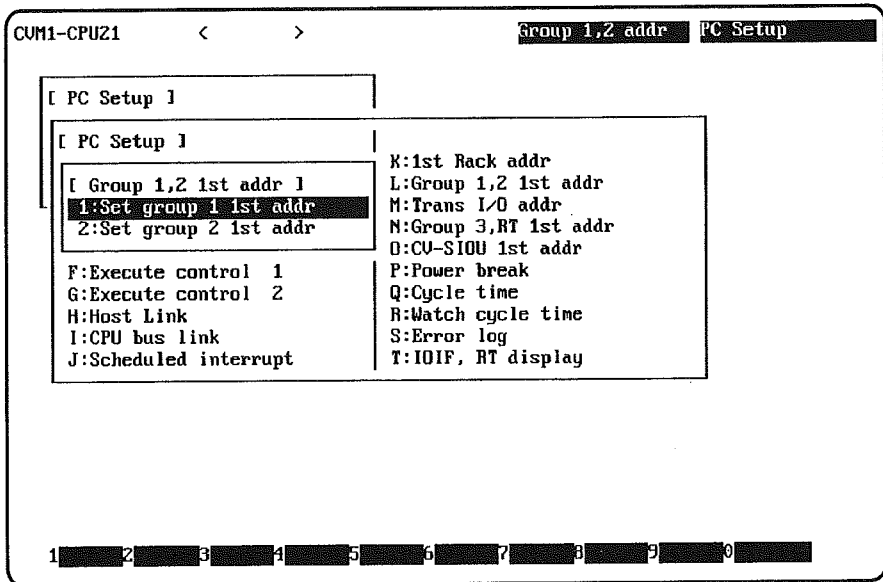 CVM1-CPU21 < > Group 1,2 addr PC Setup
[ PC Setup ]
[ PC Setup ]
[ Group 1,2 1st addr ]
1:Set group 1 1st addr
2:Set group 2 1st addr
F:Execute control 1
G:Execute control 2
H:Host Link
I:CPU bus link
J:Scheduled interrupt
K:1st Rack addr
L:Group 1,2 1st addr
M:Trans I/O addr
N:Group 3,RT 1st addr
O:CV-SIOU 1st addr
P:Power break
Q:Cycle time
R:Watch cycle time
S:Error log
T:IOIF, RT display
1 2 3 4 5 6 7 8 9 0